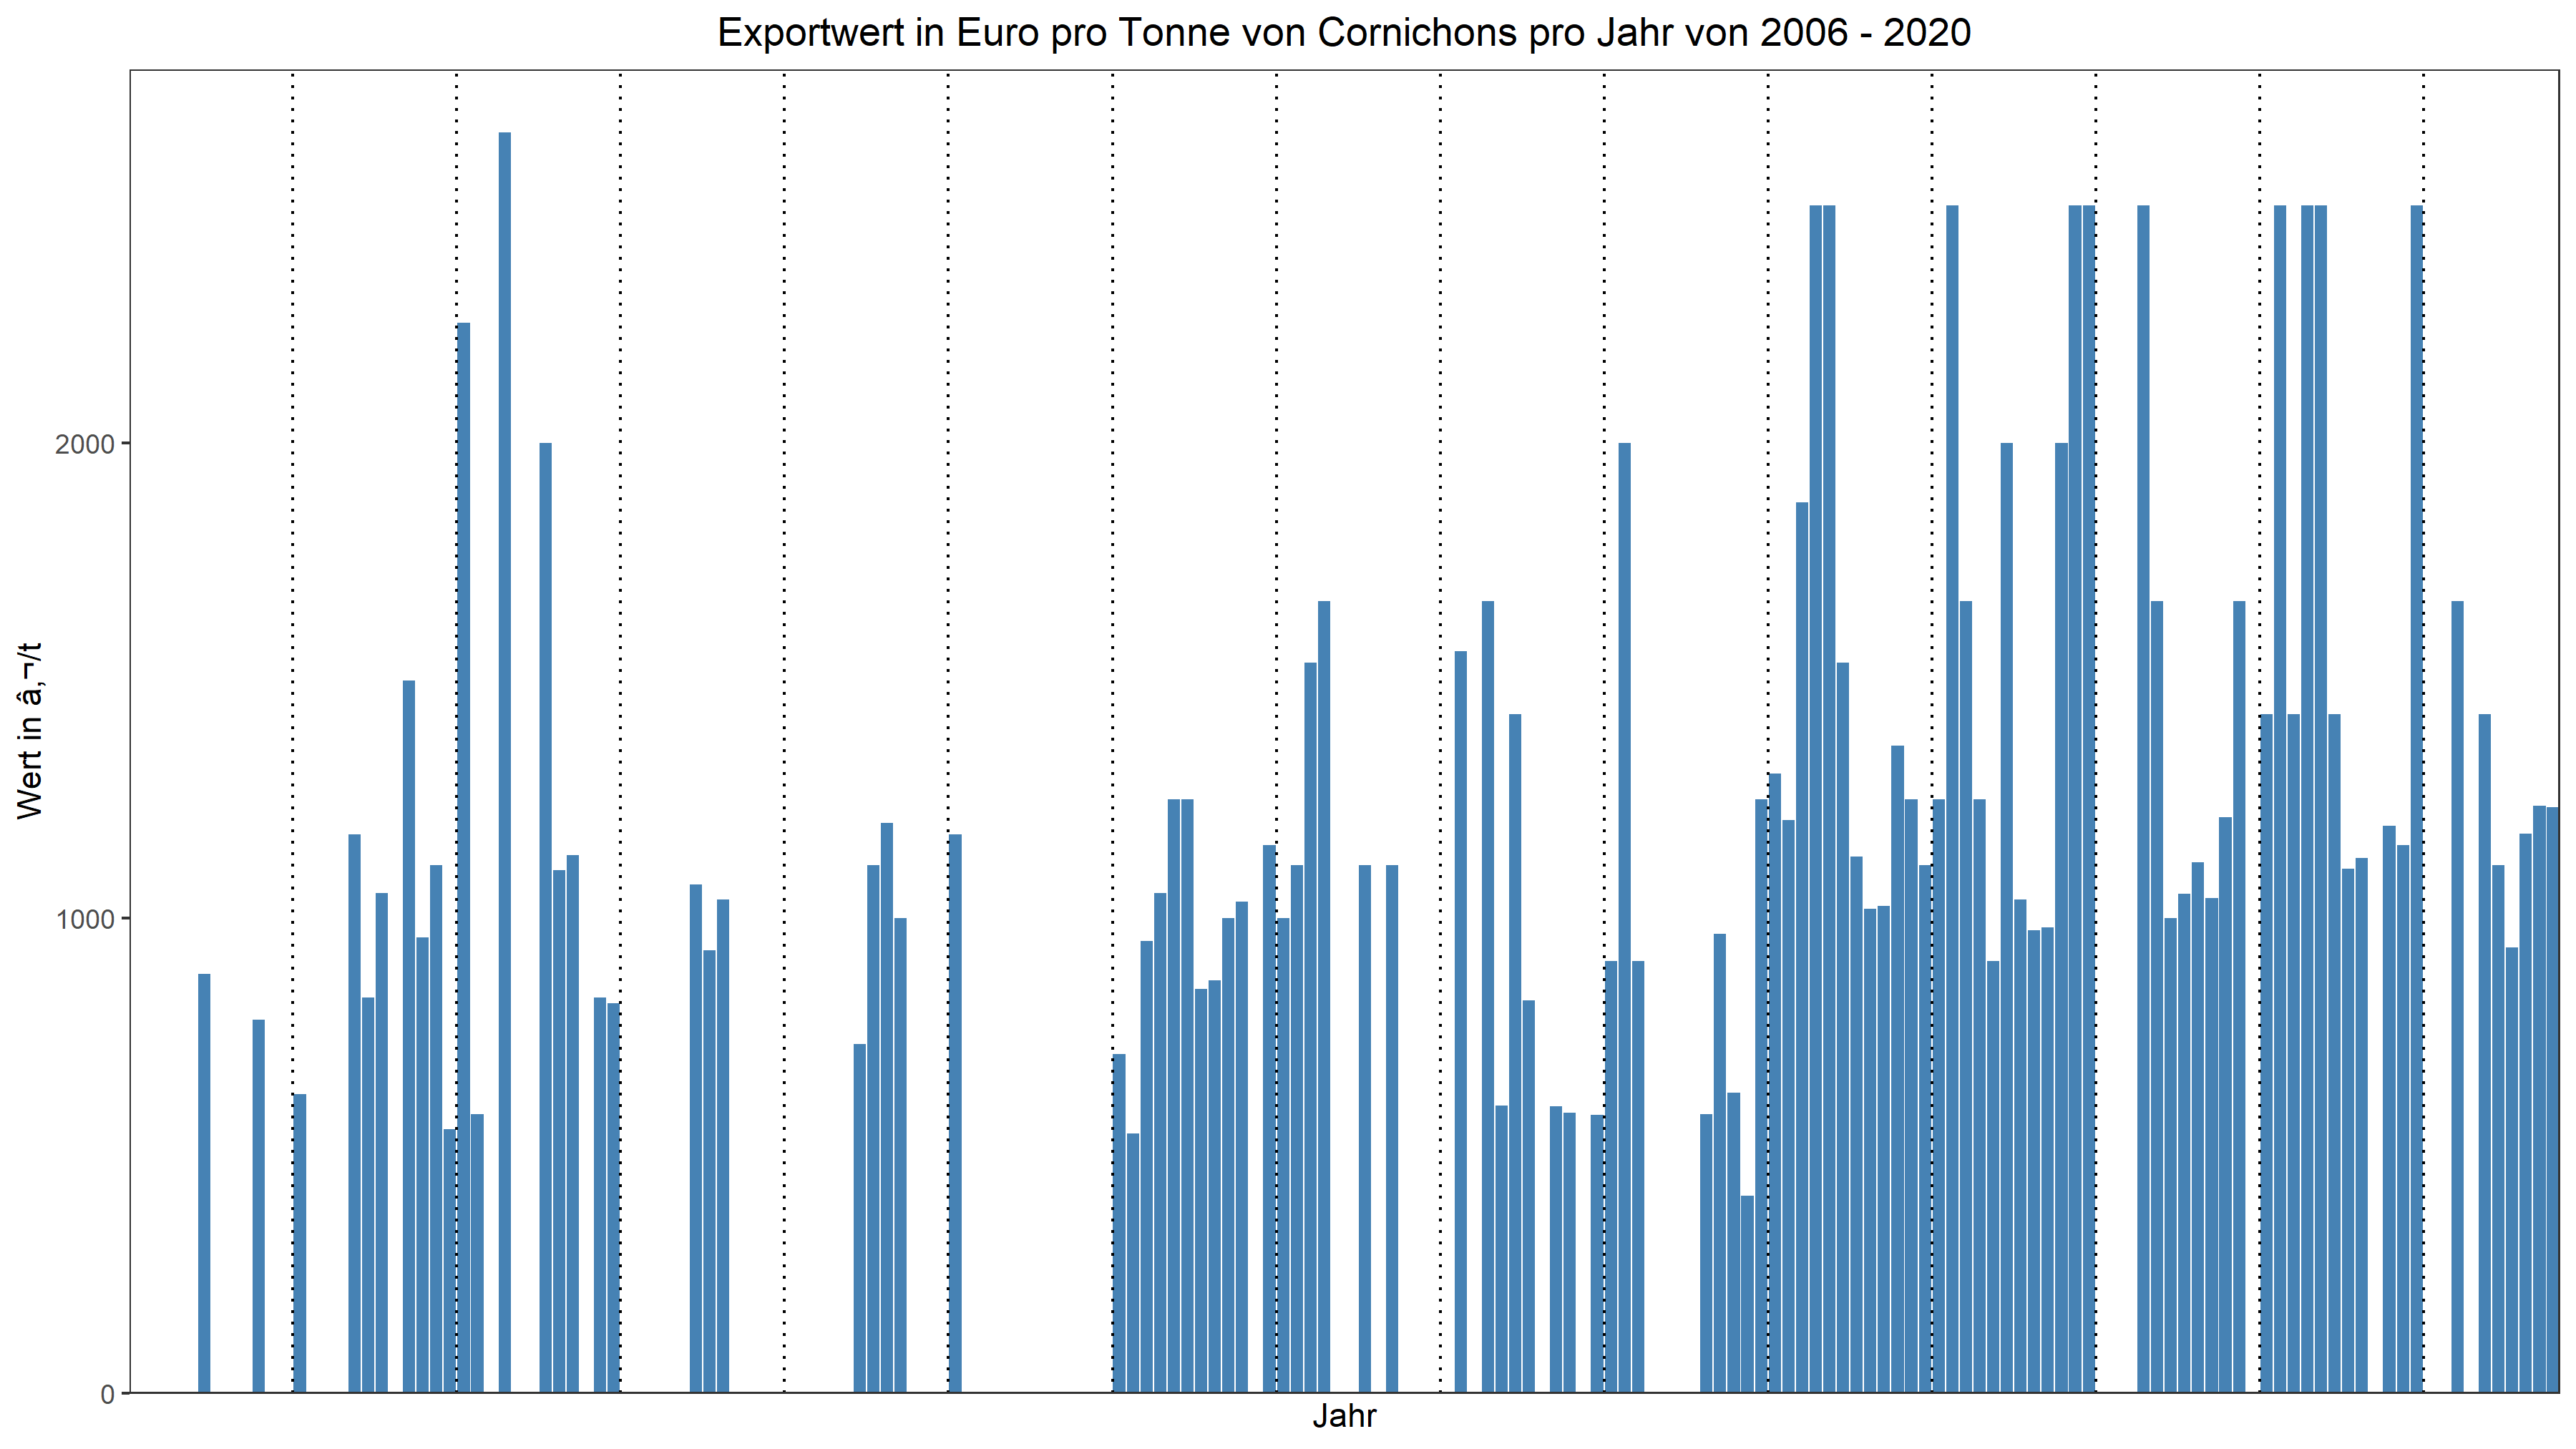 Exportwert in Euro pro Tonne von Cornichons pro Jahr von 2006 - 2020
Wert in â‚¬/t
2000
1000
0
Jahr